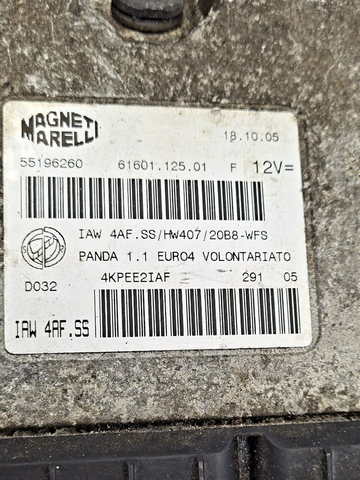 MAGNETI
MARELLI
18.10.05
55196260 61601.125.01 F 12V=
IAW 4AF.SS/HW407/20B8-WFS
PANDA 1.1 EURO4 VOLONTARIATO
D032 4KPEE2IAF 291 05
IAW 4AF.SS